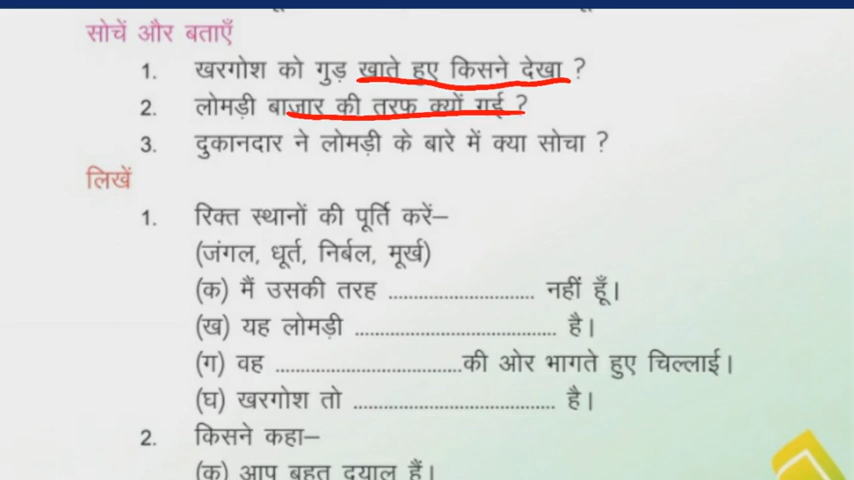 सोचें और बताएँ
1. खरगोश को गुड़ खाते हुए किसने देखा ?
2. लोमड़ी बाजार की तरफ क्यों गई ?
3. दुकानदार ने लोमड़ी के बारे में क्या सोचा ?
लिखें
1. रिक्त स्थानों की पूर्ति करें–
(जंगल, धूर्त, निर्बल, मूर्ख)
(क) मैं उसकी तरह ............................ नहीं हूँ।
(ख) यह लोमड़ी ...................................... है।
(ग) वह ...................................की ओर भागते हुए चिल्लाई।
(घ) खरगोश तो ...................................... है।
2. किसने कहा–
(क) आप बहुत दयालु हैं।